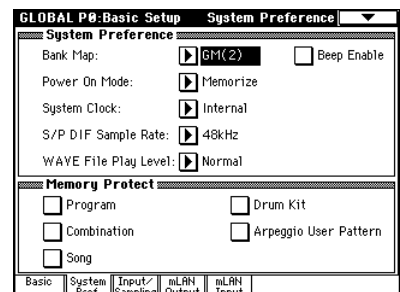 GLOBAL P0:Basic Setup System Preference
System Preference
Bank Map: GM(2) Beep Enable
Power On Mode: Memorize
System Clock: Internal
S/P DIF Sample Rate: 48kHz
WAVE File Play Level: Normal
Memory Protect
Program Drum Kit
Combination Arpeggio User Pattern
Song
Basic System Input/ mLAN mLAN
Pref. Sampling Output Input